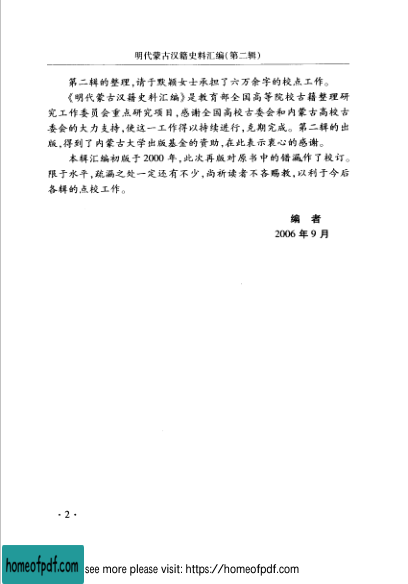 明代蒙古汉籍史料汇编(第二辑)
第二辑的整理,请于默颖女士承担了六万余字的校点工作。
《明代蒙古汉籍史料汇编》是教育部全国高等院校古籍整理研
究工作委员会重点研究项目,感谢全国高校古委会和内蒙古高校古
委会的大力支持,使这一工作得以持续进行,克期完成。第二辑的出
版,得到了内蒙古大学出版基金的资助,在此表示衷心的感谢。
本辑汇编初版于 2000 年,此次再版对原书中的错漏作了校订。
限于水平,疏漏之处一定还有不少,尚祈读者不吝赐教,以利于今后
各辑的点校工作。
编 者
2006 年 9 月
· 2 ·
homeofpdf.com
see more please visit: https://homeofpdf.com